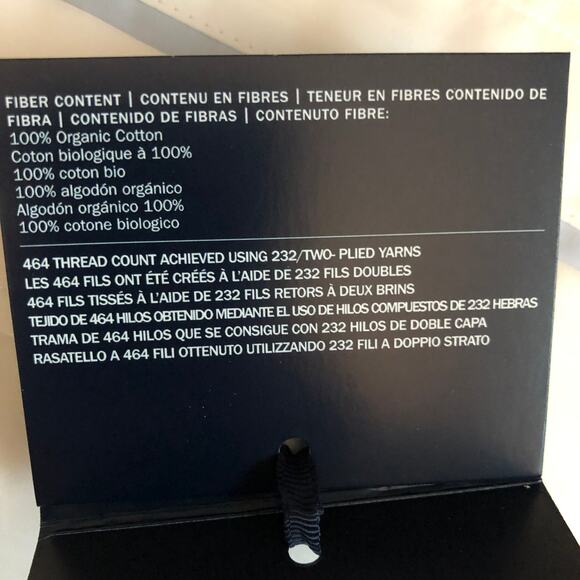 FIBER CONTENT | CONTENU EN FIBRES | TENEUR EN FIBRES CONTENIDO DE
FIBRA | CONTENIDO DE FIBRAS | CONTENUTO FIBRE:
100% Organic Cotton
Coton biologique à 100%
100% coton bio
100% algodón orgánico
Algodón orgánico 100%
100% cotone biologico
464 THREAD COUNT ACHIEVED USING 232/TWO- PLIED YARNS
LES 464 FILS ONT ÉTÉ CRÉÉS À L'AIDE DE 232 FILS DOUBLES
464 FILS TISSÉS À L'AIDE DE 232 FILS RETORS À DEUX BRINS
TEJIDO DE 464 HILOS OBTENIDO MEDIANTE EL USO DE HILOS COMPUESTOS DE 232 HEBRAS
TRAMA DE 464 HILOS QUE SE CONSIGUE CON 232 HILOS DE DOBLE CAPA
RASATELLO A 464 FILI OTTENUTO UTILIZZANDO 232 FILI A DOPPIO STRATO